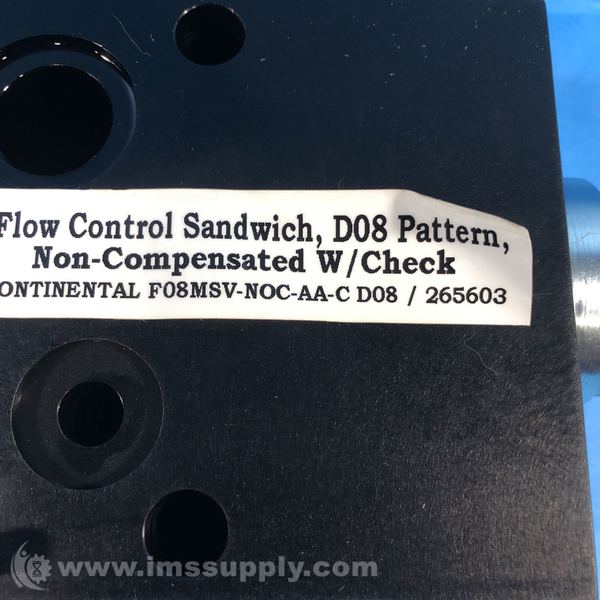 Flow Control Sandwich, D08 Pattern,
Non-Compensated W/Check
ONTINENTAL F08MSV-NOC-AA-C D08 / 265603
www.imssupply.com